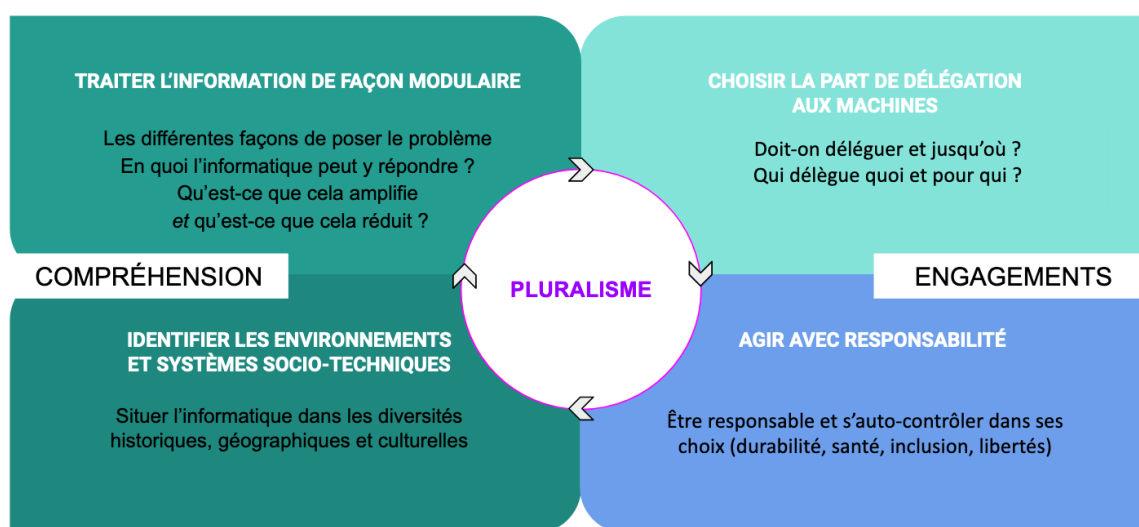 TRAITER L'INFORMATION DE FAÇON MODULAIRE
Les différentes façons de poser le problème
En quoi l'informatique peut y répondre ?
Qu'est-ce que cela amplifie
et qu'est-ce que cela réduit ?
CHOISIR LA PART DE DÉLÉGATION
AUX MACHINES
Doit-on déléguer et jusqu'où ?
Qui délègue quoi et pour qui ?
COMPRÉHENSION
PLURALISME
ENGAGEMENTS
IDENTIFIER LES ENVIRONNEMENTS
ET SYSTÈMES SOCIO-TECHNIQUES
Situer l'informatique dans les diversités
historiques, géographiques et culturelles
AGIR AVEC RESPONSABILITÉ
Être responsable et s'auto-contrôler dans ses
choix (durabilité, santé, inclusion, libertés)